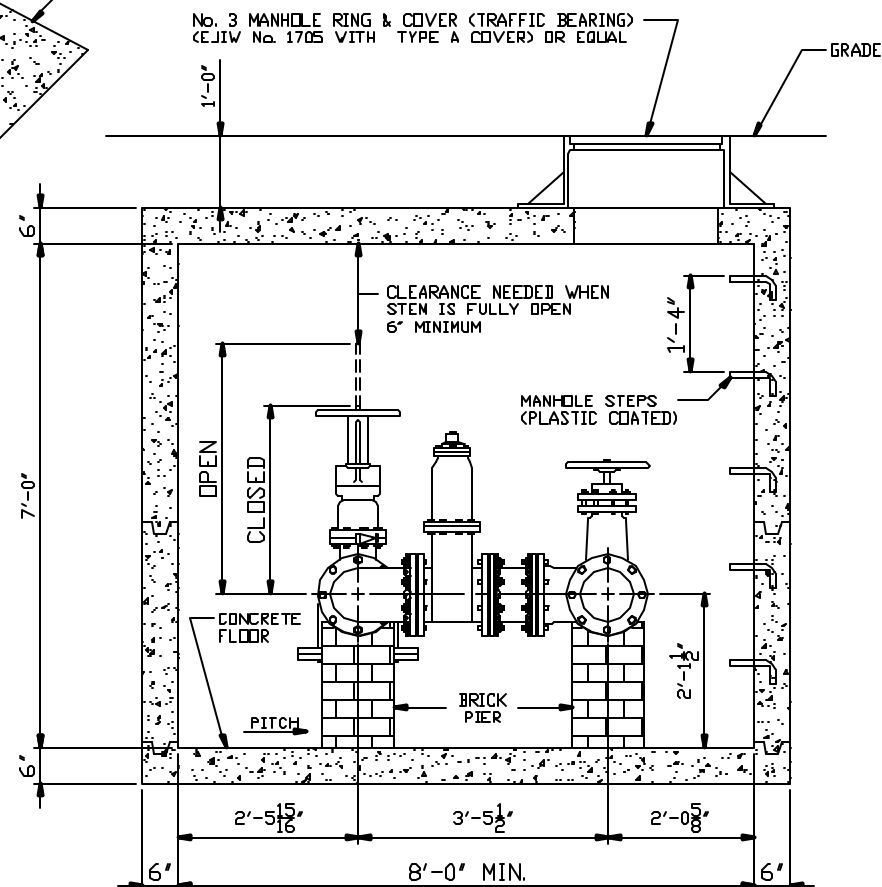 No. 3 MANHOLE RING & COVER (TRAFFIC BEARING)
(EJIW No. 1705 WITH TYPE A COVER) OR EQUAL
GRADE
1'-0"
6"
CLEARANCE NEEDED WHEN
STEN IS FULLY OPEN
6" MINIMUM
1'-4"
MANHOLE STEPS
(PLASTIC COATED)
OPEN
CLOSED
7'-0"
CONCRETE
FLOOR
2'-1 1/2"
BRICK
PIER
PITCH
6"
2'-5 15/16"
3'-5 1/2"
2'-0 5/8"
6"
8'-0" MIN.
6"